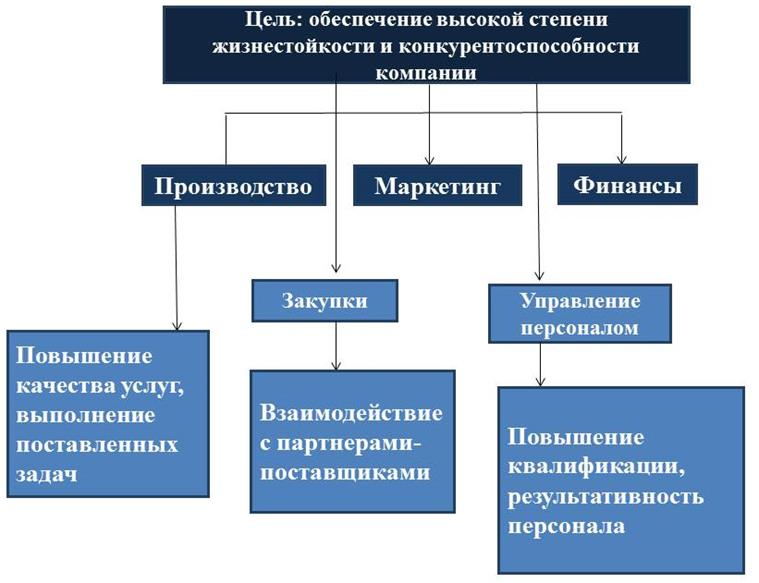 Цель: обеспечение высокой степени
жизнестойкости и конкурентоспособности
компании
Производство
Маркетинг
Финансы
Закупки
Управление
персоналом
Повышение
качества услуг,
выполнение
поставленных
задач
Взаимодействие
с партнерами-
поставщиками
Повышение
квалификации,
результативность
персонала